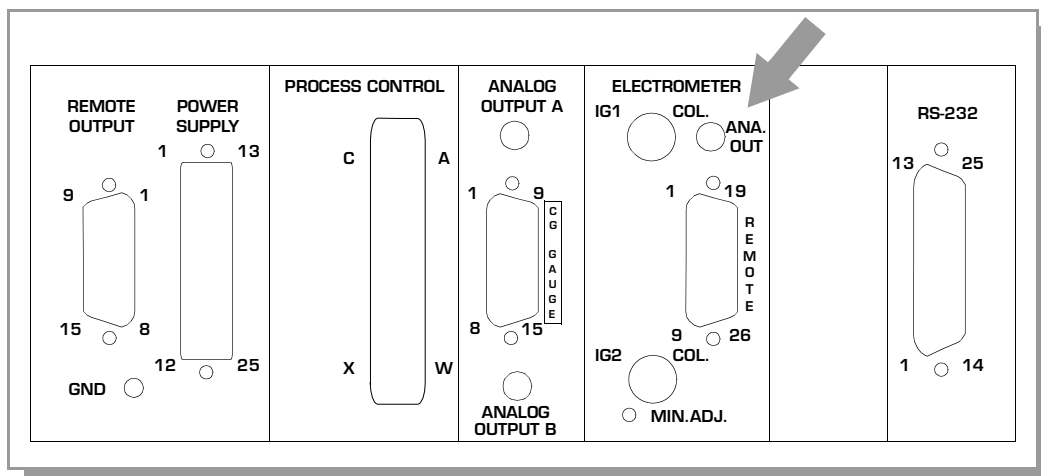 REMOTE
OUTPUT
9
1
15
8
GND
POWER
SUPPLY
1
13
12
25
PROCESS CONTROL
C
A
X
W
ANALOG
OUTPUT A
1
9
CG GAUGE
8
15
ANALOG
OUTPUT B
ELECTROMETER
IG1
COL.
ANA.
OUT
1
19
REMOTE
9
26
IG2
COL.
MIN.ADJ.
RS-232
13
25
1
14